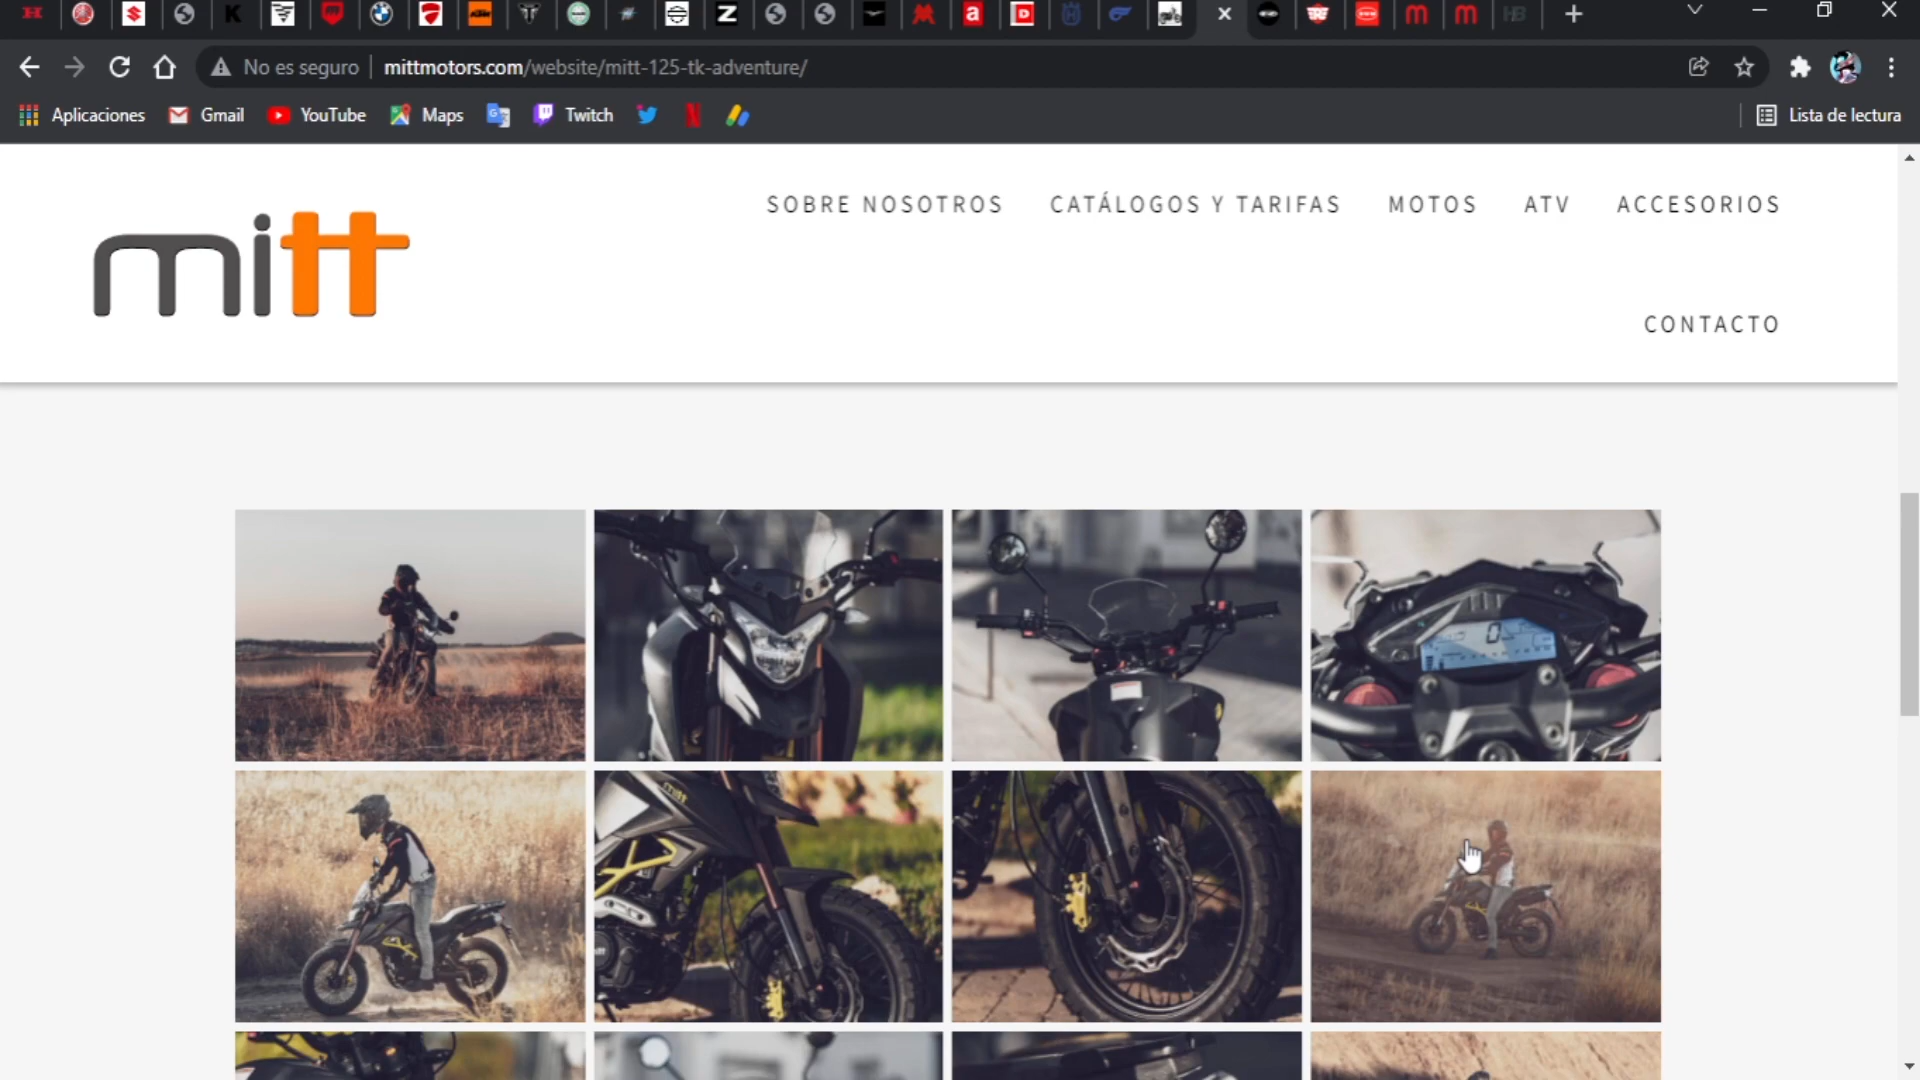 No es seguro mittmotors.com/website/mitt-125-tk-adventure/
Aplicaciones Gmail YouTube Maps Twitch Lista de lectura
mitt
SOBRE NOSOTROS CATÁLOGOS Y TARIFAS MOTOS ATV ACCESORIOS
CONTACTO